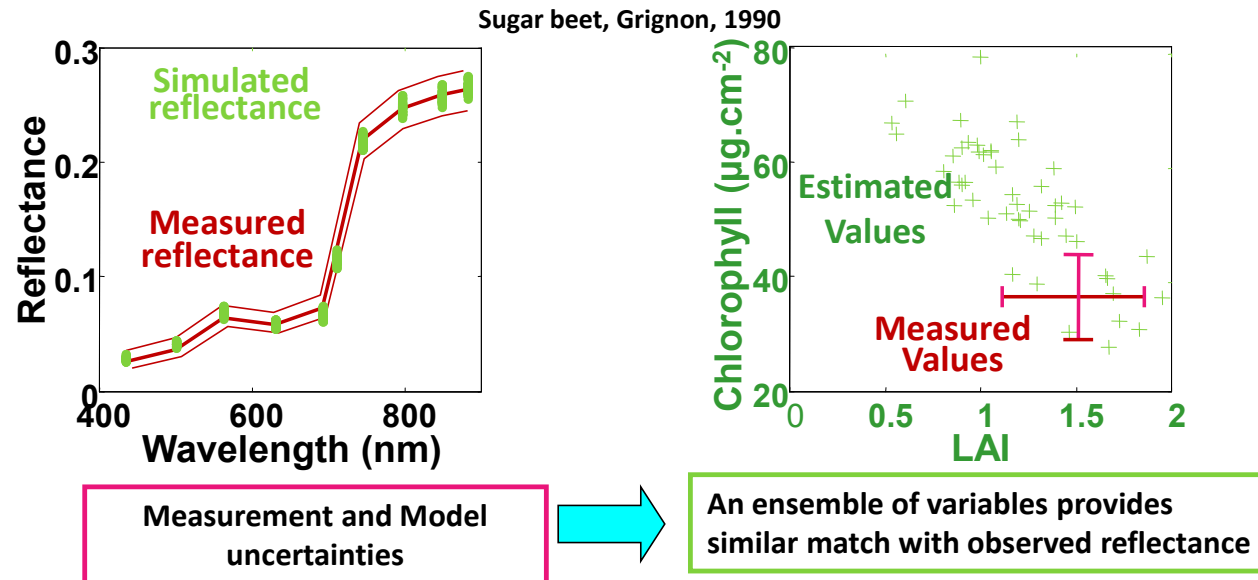 Sugar beet, Grignon, 1990
0.3
0.2
0.1
0
400
600
800
Reflectance
Wavelength (nm)
Simulated
reflectance
Measured
reflectance
80
60
40
20
0
0.5
1
1.5
2
Chlorophyll (µg.cm⁻²)
LAI
Estimated
Values
Measured
Values
Measurement and Model
uncertainties
An ensemble of variables provides
similar match with observed reflectance